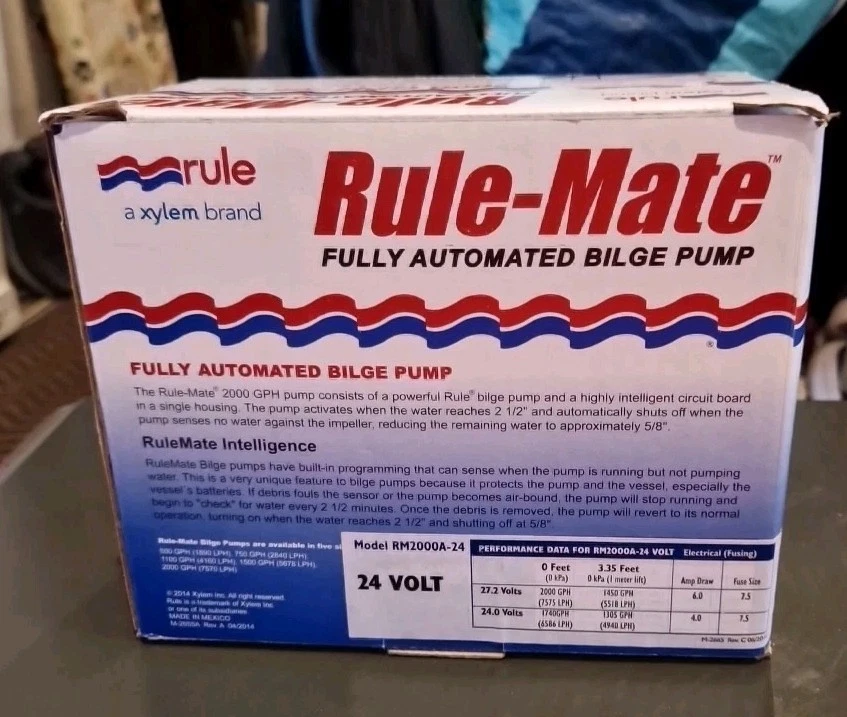 Rule-Mate
rule
rule
a xylem brand
Rule-Mate™
FULLY AUTOMATED BILGE PUMP
®
FULLY AUTOMATED BILGE PUMP
The Rule-Mate® 2000 GPH pump consists of a powerful Rule® bilge pump and a highly intelligent circuit board
in a single housing. The pump activates when the water reaches 2 1/2" and automatically shuts off when the
pump senses no water against the impeller, reducing the remaining water to approximately 5/8".
RuleMate Intelligence
RuleMate Bilge pumps have built-in programming that can sense when the pump is running but not pumping
water. This is a very unique feature to bilge pumps because it protects the pump and the vessel, especially the
vessel's batteries. If debris fouls the sensor or the pump becomes air-bound, the pump will stop running and
begin to "check" for water every 2 1/2 minutes. Once the debris is removed, the pump will revert to its normal
operation, turning on when the water reaches 2 1/2" and shutting off at 5/8"
Rule-Mate Bilge Pumps are available in five
500 GPH (1890 LPH), 750 GPH (2840 LPH),
1100 GPH (4160 LPH), 1500 GPH (5678 LPH),
2000 GPH (7570 LPH)
© 2014 Xylem Inc. All right reserved
Rule is a trademark of Xylem Inc
or one of its subsidiaries
MADE IN MEXICO
Rev A 04/2014
Model RM2000A-24
24 VOLT
PERFORMANCE DATA FOR RM2000A-24 VOLT Electrical (Fusing)
0 Feet 3.35 Feet
(0 kPa) 0 kPa (1 meter lift) Amp Draw Fuse Size
27.2 Volts 2000 GPH 1450 GPH 6.0 7.5
(7575 LPH) (5518 LPH)
24.0 Volts 1740GPH 1305 GPH 4.0 7.5
(6586 LPH) (4940 LPH)
Rev. C